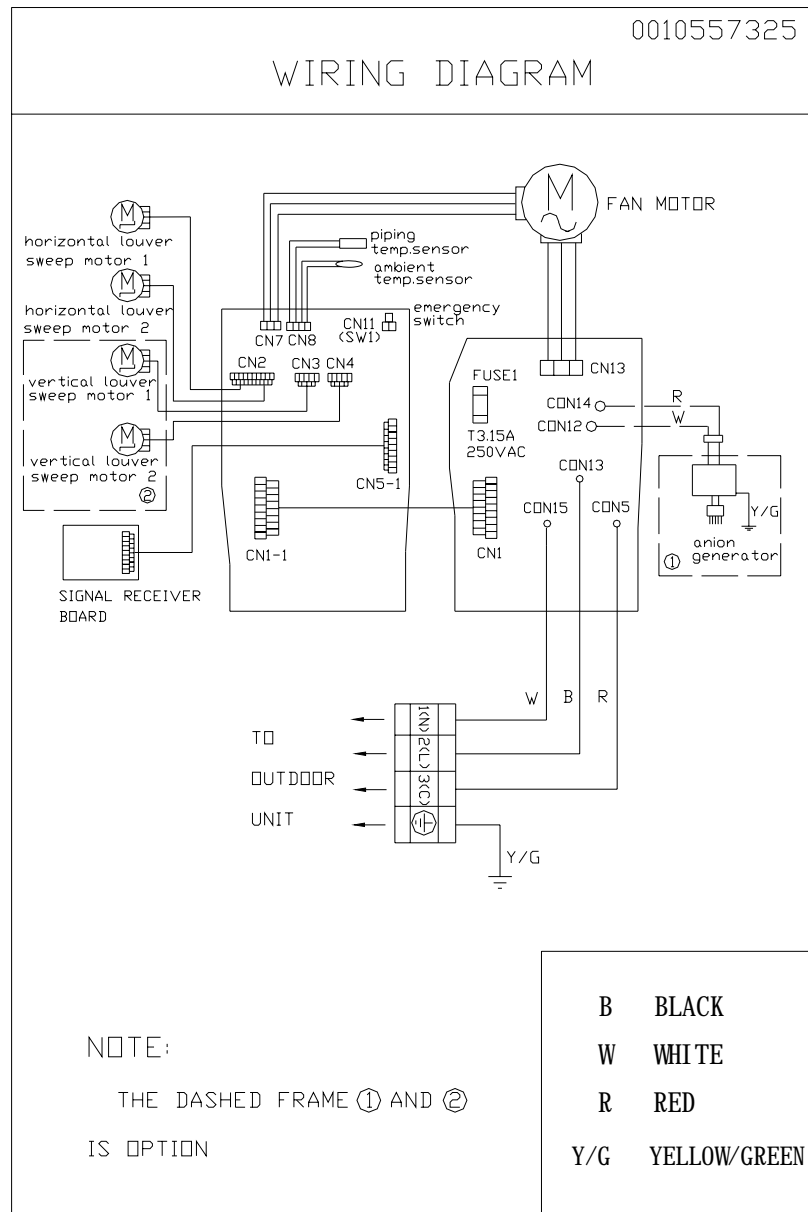 0010557325
WIRING DIAGRAM
M
FAN MOTOR
M
horizontal louver
sweep motor 1
M
horizontal louver
sweep motor 2
M
vertical louver
sweep motor 1
M
vertical louver
sweep motor 2
②
piping
temp.sensor
ambient
temp.sensor
emergency
switch
CN7 CN8
CN11
(SW1)
CN2 CN3 CN4
CN5-1
CN1-1
SIGNAL RECEIVER
BOARD
FUSE1
T3.15A
250VAC
CN13
CON14
CON12
CON13
CON15
CON5
CN1
R
W
Y/G
anion
① generator
W B R
TO
OUTDOOR
UNIT
1(N)
2(L)
3(C)
Y/G
NOTE:
THE DASHED FRAME ① AND ②
IS OPTION
B BLACK
W WHITE
R RED
Y/G YELLOW/GREEN